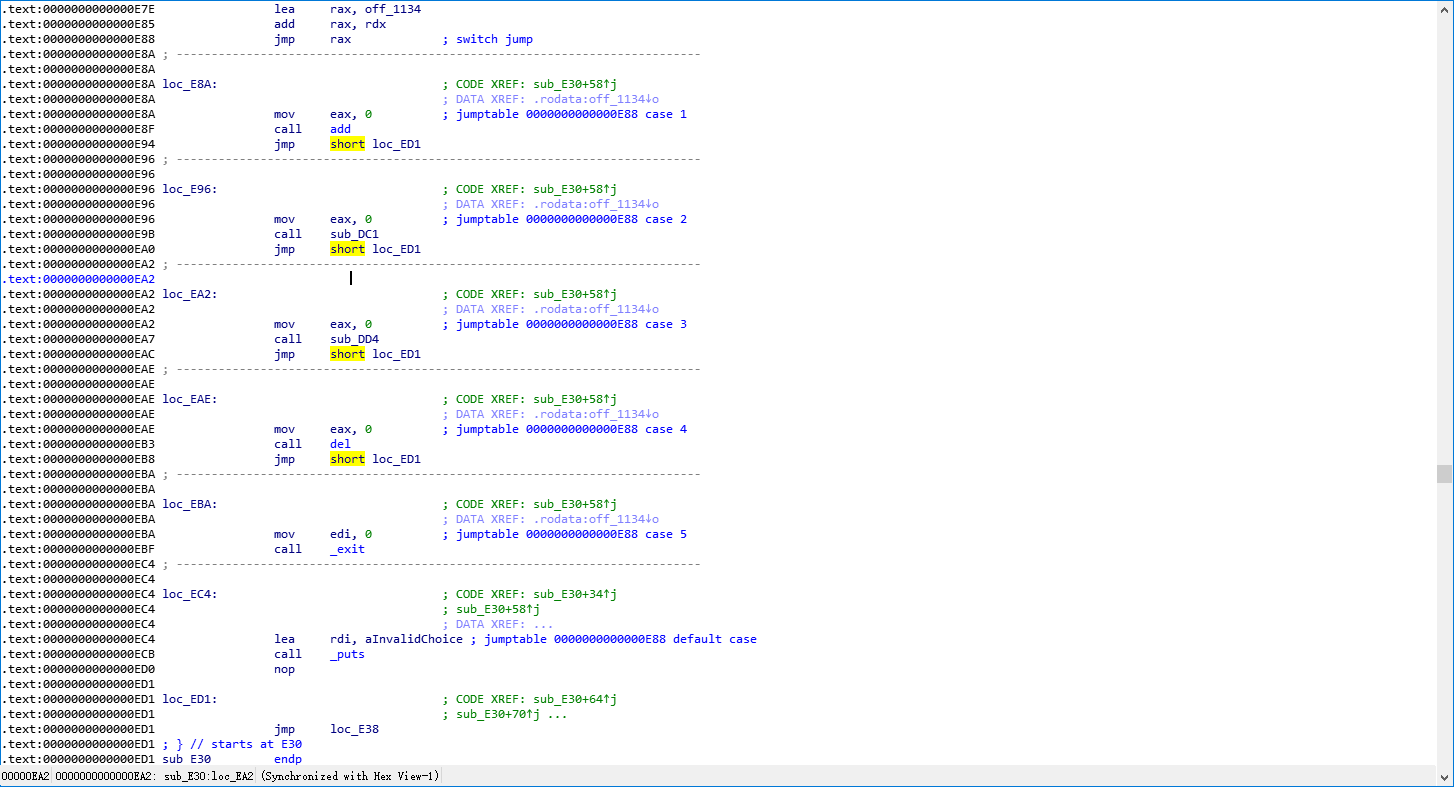 .text:0000000000000E7E lea rax, off_1134
.text:0000000000000E85 add rax, rdx
.text:0000000000000E88 jmp rax ; switch jump
.text:0000000000000E8A ; ---------------------------------------------------------------------------
.text:0000000000000E8A
.text:0000000000000E8A loc_E8A: ; CODE XREF: sub_E30+58↑j
.text:0000000000000E8A ; DATA XREF: .rodata:off_1134↓o
.text:0000000000000E8A mov eax, 0 ; jumptable 0000000000000E88 case 1
.text:0000000000000E8F call add
.text:0000000000000E94 jmp short loc_ED1
.text:0000000000000E96 ; ---------------------------------------------------------------------------
.text:0000000000000E96
.text:0000000000000E96 loc_E96: ; CODE XREF: sub_E30+58↑j
.text:0000000000000E96 ; DATA XREF: .rodata:off_1134↓o
.text:0000000000000E96 mov eax, 0 ; jumptable 0000000000000E88 case 2
.text:0000000000000E9B call sub_DC1
.text:0000000000000EA0 jmp short loc_ED1
.text:0000000000000EA2 ; ---------------------------------------------------------------------------
.text:0000000000000EA2
.text:0000000000000EA2 loc_EA2: ; CODE XREF: sub_E30+58↑j
.text:0000000000000EA2 ; DATA XREF: .rodata:off_1134↓o
.text:0000000000000EA2 mov eax, 0 ; jumptable 0000000000000E88 case 3
.text:0000000000000EA7 call sub_DD4
.text:0000000000000EAC jmp short loc_ED1
.text:0000000000000EAE ; ---------------------------------------------------------------------------
.text:0000000000000EAE
.text:0000000000000EAE loc_EAE: ; CODE XREF: sub_E30+58↑j
.text:0000000000000EAE ; DATA XREF: .rodata:off_1134↓o
.text:0000000000000EAE mov eax, 0 ; jumptable 0000000000000E88 case 4
.text:0000000000000EB3 call del
.text:0000000000000EB8 jmp short loc_ED1
.text:0000000000000EBA ; ---------------------------------------------------------------------------
.text:0000000000000EBA
.text:0000000000000EBA loc_EBA: ; CODE XREF: sub_E30+58↑j
.text:0000000000000EBA ; DATA XREF: .rodata:off_1134↓o
.text:0000000000000EBA mov edi, 0 ; jumptable 0000000000000E88 case 5
.text:0000000000000EBF call _exit
.text:0000000000000EC4 ; ---------------------------------------------------------------------------
.text:0000000000000EC4
.text:0000000000000EC4 loc_EC4: ; CODE XREF: sub_E30+34↑j
.text:0000000000000EC4 ; sub_E30+58↑j
.text:0000000000000EC4 ; DATA XREF: ...
.text:0000000000000EC4 lea rdi, aInvalidChoice ; jumptable 0000000000000E88 default case
.text:0000000000000ECB call _puts
.text:0000000000000ED0 nop
.text:0000000000000ED1
.text:0000000000000ED1 loc_ED1: ; CODE XREF: sub_E30+64↑j
.text:0000000000000ED1 ; sub_E30+70↑j ...
.text:0000000000000ED1 jmp loc_E38
.text:0000000000000ED1 ; } // starts at E30
.text:0000000000000ED1 sub_E30 endp
00000EA2 0000000000000EA2: sub_E30:loc_EA2 (Synchronized with Hex View-1)